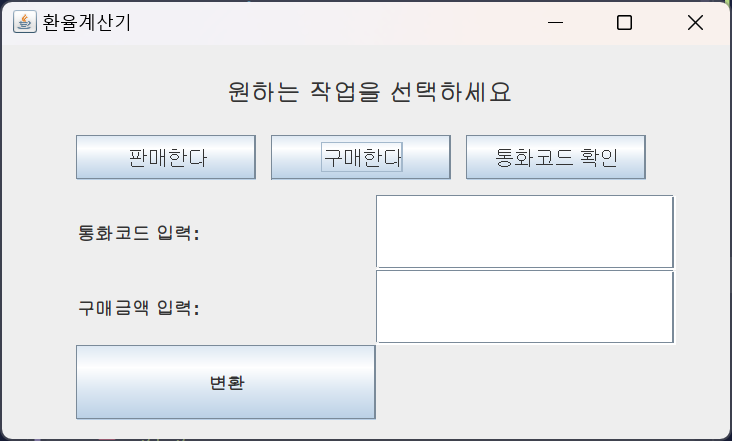 환율계산기
원하는 작업을 선택하세요
판매한다 구매한다 통화코드 확인
통화코드 입력:
구매금액 입력:
변환